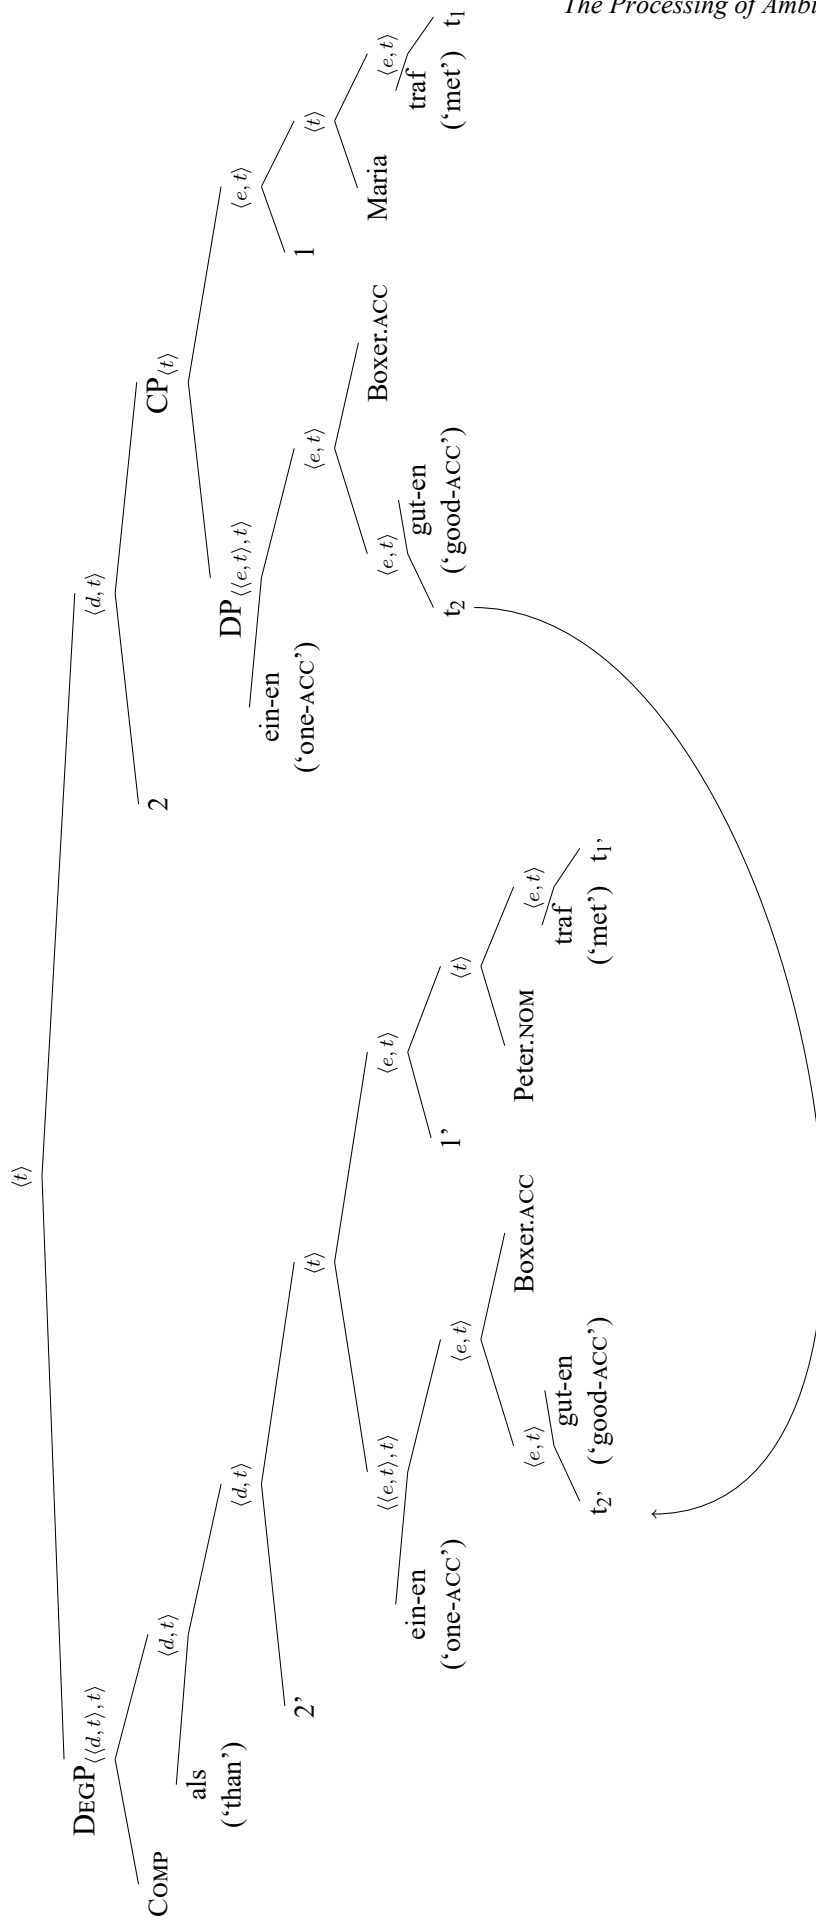 The Processing of Ambi
⟨t⟩
DEGP⟨⟨d,t⟩,t⟩
⟨d, t⟩
COMP
⟨d, t⟩
2
CP⟨t⟩
als
(‘than’)
⟨d, t⟩
DP⟨⟨e,t⟩,t⟩
⟨e, t⟩
2’
⟨t⟩
ein-en
(‘one-ACC’)
⟨e, t⟩
1
⟨t⟩
⟨⟨e, t⟩, t⟩
⟨e, t⟩
⟨e, t⟩
gut-en
(‘good-ACC’)
Boxer.ACC
Maria
⟨e, t⟩
ein-en
(‘one-ACC’)
⟨e, t⟩
1’
⟨t⟩
t2
traf
(‘met’)
t1
⟨e, t⟩
Boxer.ACC
Peter.NOM
⟨e, t⟩
t2’
gut-en
(‘good-ACC’)
traf
(‘met’)
t1’